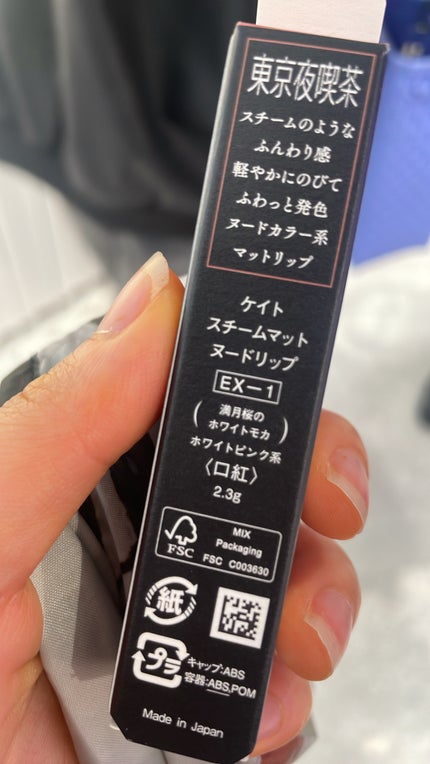 東京夜喫茶
スチームのような
ふんわり感
軽やかにのびて
ふわっと発色
ヌードカラー系
マットリップ
ケイト
スチームマット
ヌードリップ
EX-1
(満月桜の
ホワイトモカ)
ホワイトピンク系
〈口紅〉
2.3g
FSC
MIX
Packaging
FSC C003630
紙
プラ
キャップ:ABS
容器:ABS,POM
Made in Japan